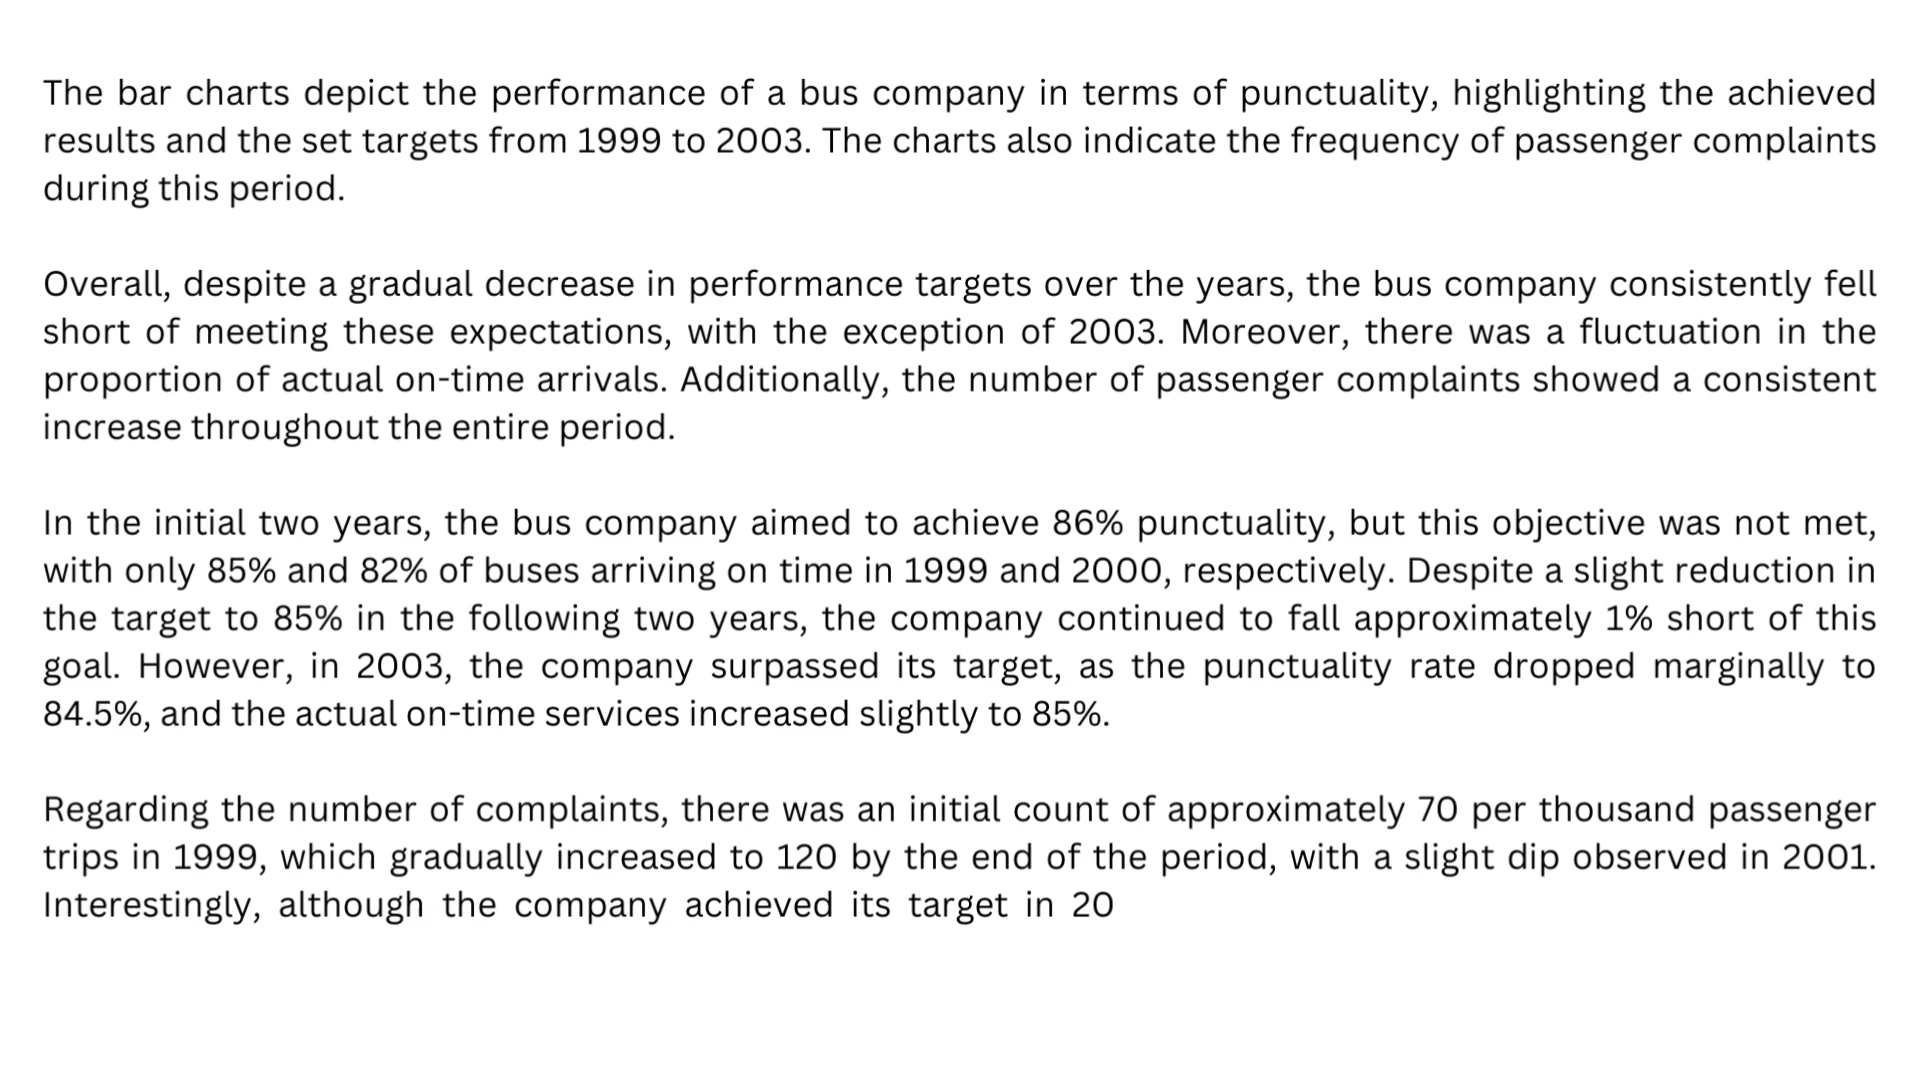 The bar charts depict the performance of a bus company in terms of punctuality, highlighting the achieved
results and the set targets from 1999 to 2003. The charts also indicate the frequency of passenger complaints
during this period.
Overall, despite a gradual decrease in performance targets over the years, the bus company consistently fell
short of meeting these expectations, with the exception of 2003. Moreover, there was a fluctuation in the
proportion of actual on-time arrivals. Additionally, the number of passenger complaints showed a consistent
increase throughout the entire period.
In the initial two years, the bus company aimed to achieve 86% punctuality, but this objective was not met,
with only 85% and 82% of buses arriving on time in 1999 and 2000, respectively. Despite a slight reduction in
the target to 85% in the following two years, the company continued to fall approximately 1% short of this
goal. However, in 2003, the company surpassed its target, as the punctuality rate dropped marginally to
84.5%, and the actual on-time services increased slightly to 85%.
Regarding the number of complaints, there was an initial count of approximately 70 per thousand passenger
trips in 1999, which gradually increased to 120 by the end of the period, with a slight dip observed in 2001.
Interestingly, although the company achieved its target in 20